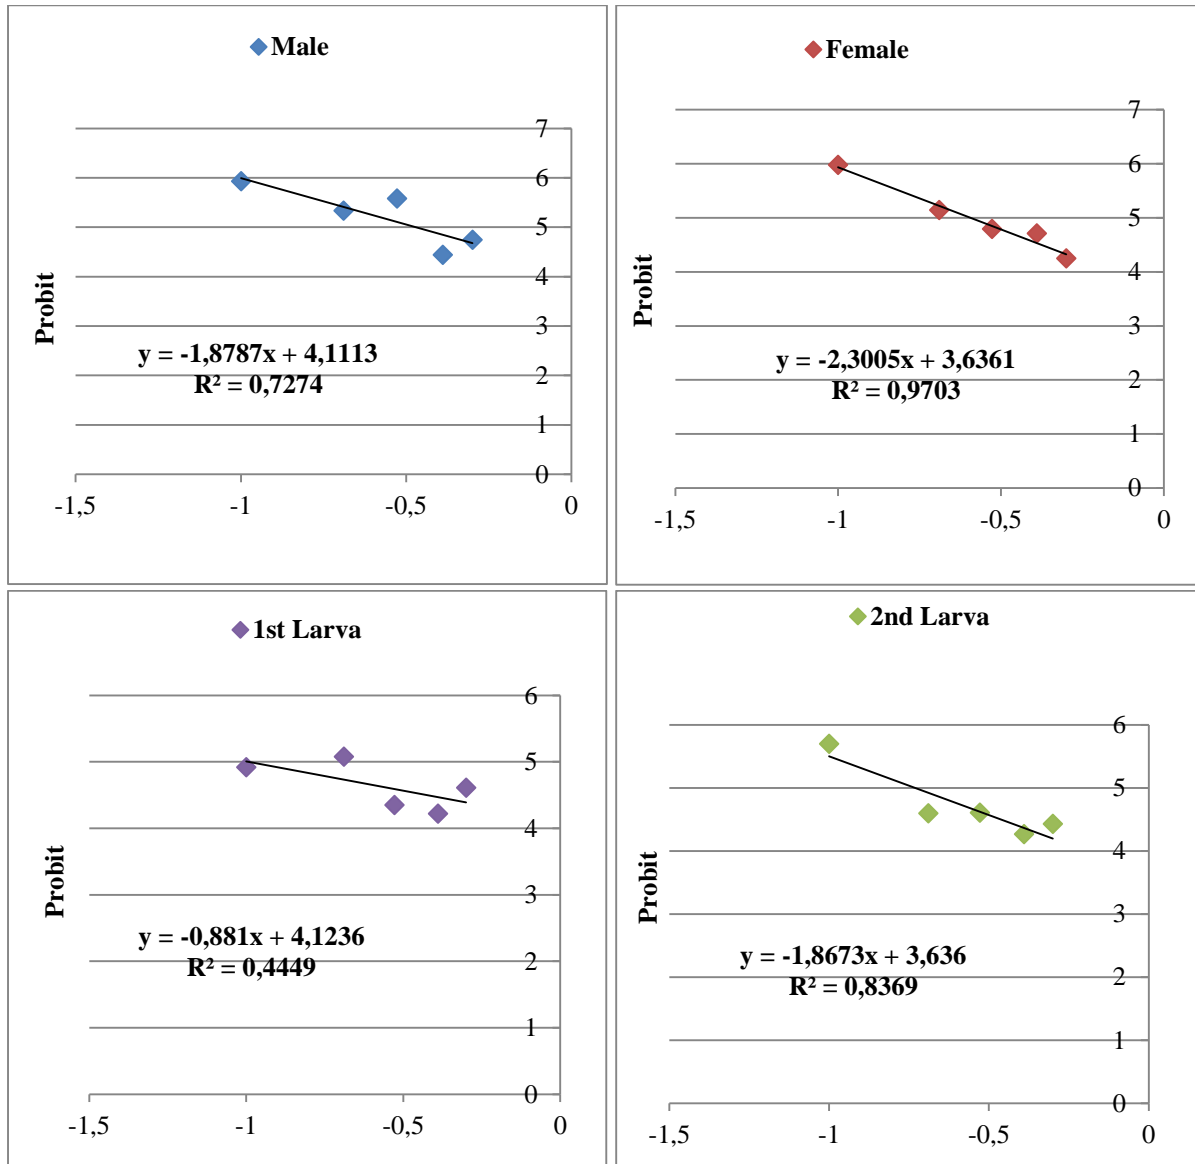 Male
7
6
5
4
3
2
1
0
-1,5
-1
-0,5
0
Probit
y = -1,8787x + 4,1113
R² = 0,7274
Female
7
6
5
4
3
2
1
0
-1,5
-1
-0,5
0
Probit
y = -2,3005x + 3,6361
R² = 0,9703
1st Larva
6
5
4
3
2
1
0
-1,5
-1
-0,5
0
Probit
y = -0,881x + 4,1236
R² = 0,4449
2nd Larva
6
5
4
3
2
1
0
-1,5
-1
-0,5
0
Probit
y = -1,8673x + 3,636
R² = 0,8369